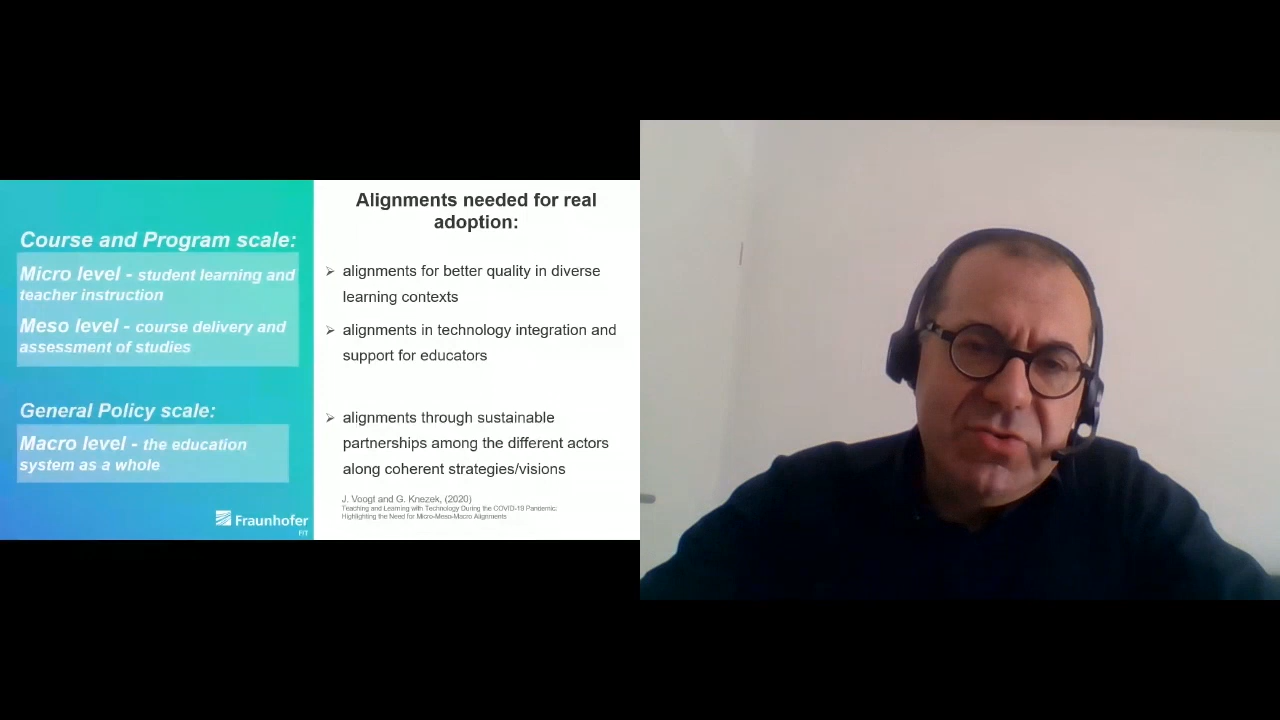 Course and Program scale:
Micro level - student learning and
teacher instruction
Meso level - course delivery and
assessment of studies
General Policy scale:
Macro level - the education
system as a whole
Fraunhofer
FIT
Alignments needed for real
adoption:
alignments for better quality in diverse
learning contexts
alignments in technology integration and
support for educators
alignments through sustainable
partnerships among the different actors
along coherent strategies/visions
J. Voogt and G. Knezek, (2020)
Teaching and Learning with Technology During the COVID-19 Pandemic:
Highlighting the Need for Micro-Meso-Macro Alignments